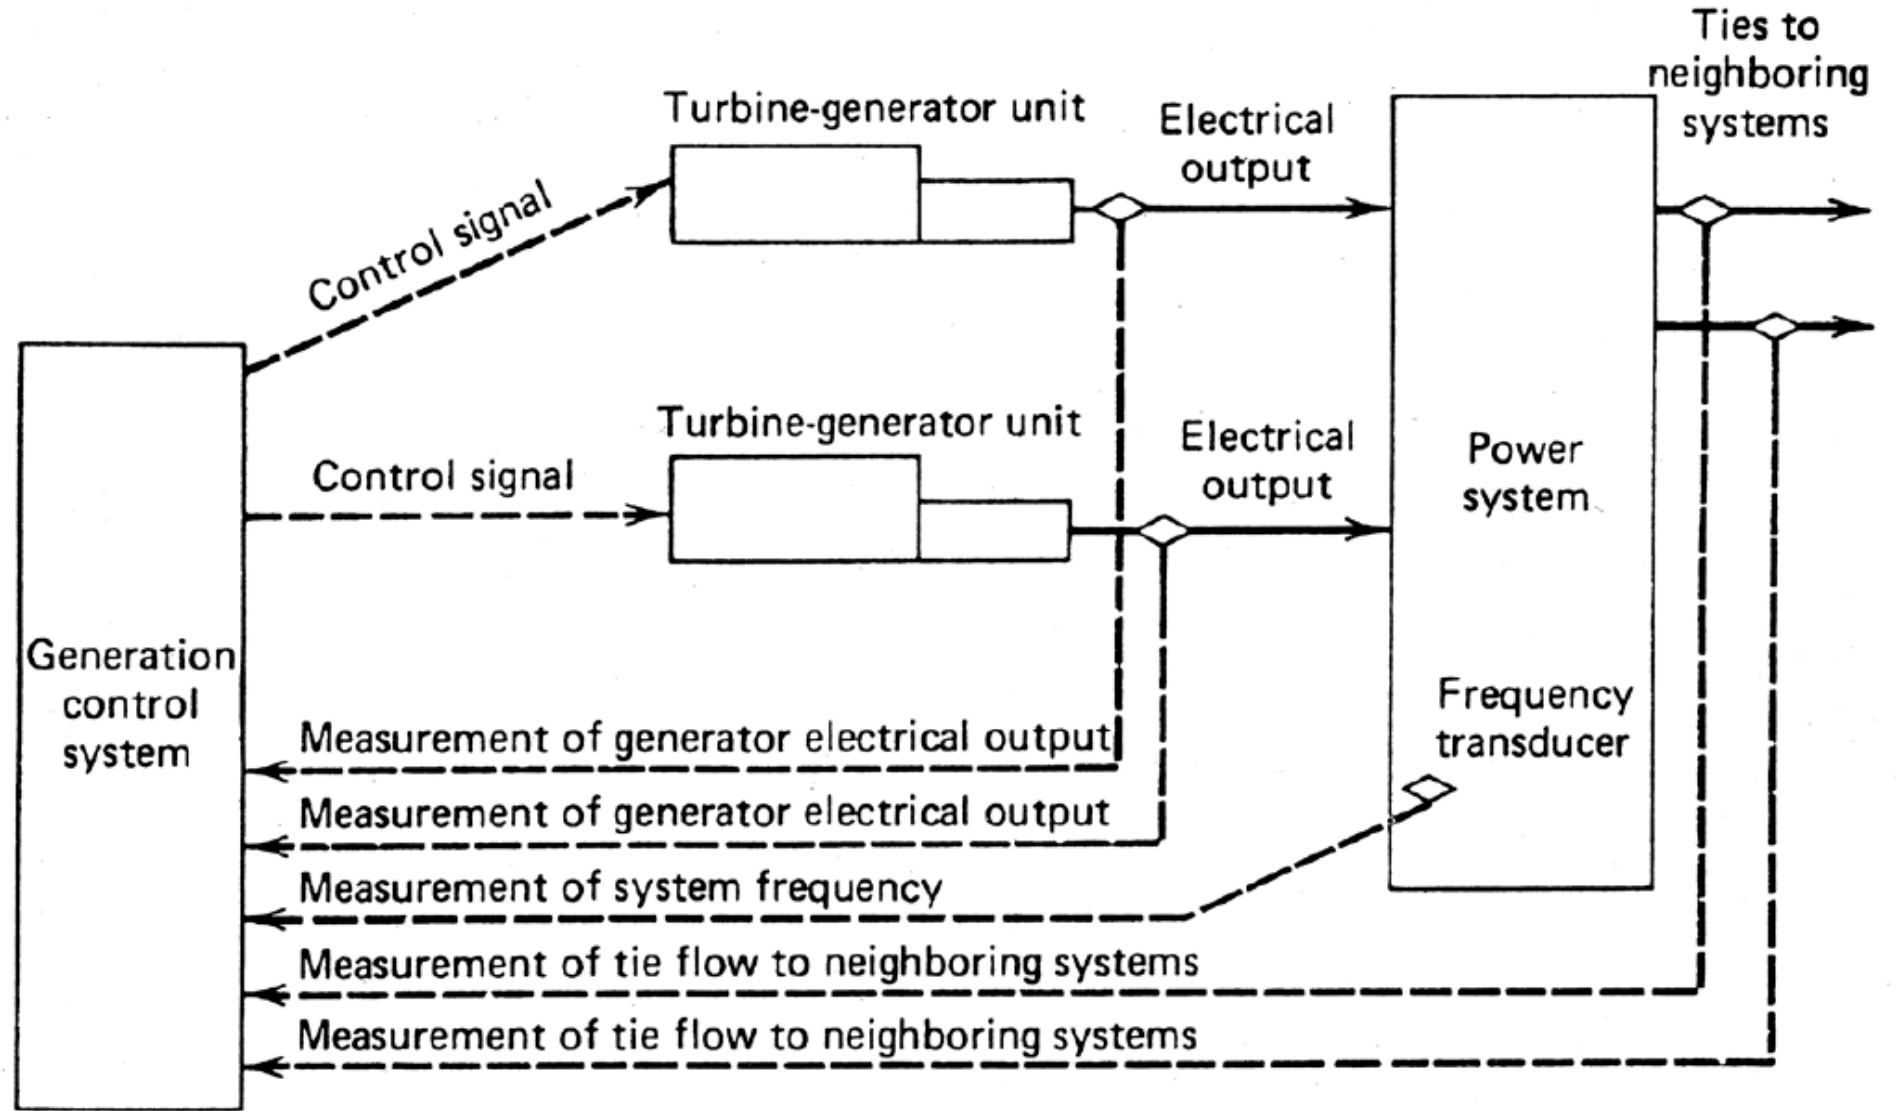 Ties to
neighboring
systems
Turbine-generator unit
Electrical
output
Control signal
Turbine-generator unit
Electrical
output
Control signal
Power
system
Generation
control
system
Frequency
transducer
Measurement of generator electrical output
Measurement of generator electrical output
Measurement of system frequency
Measurement of tie flow to neighboring systems
Measurement of tie flow to neighboring systems